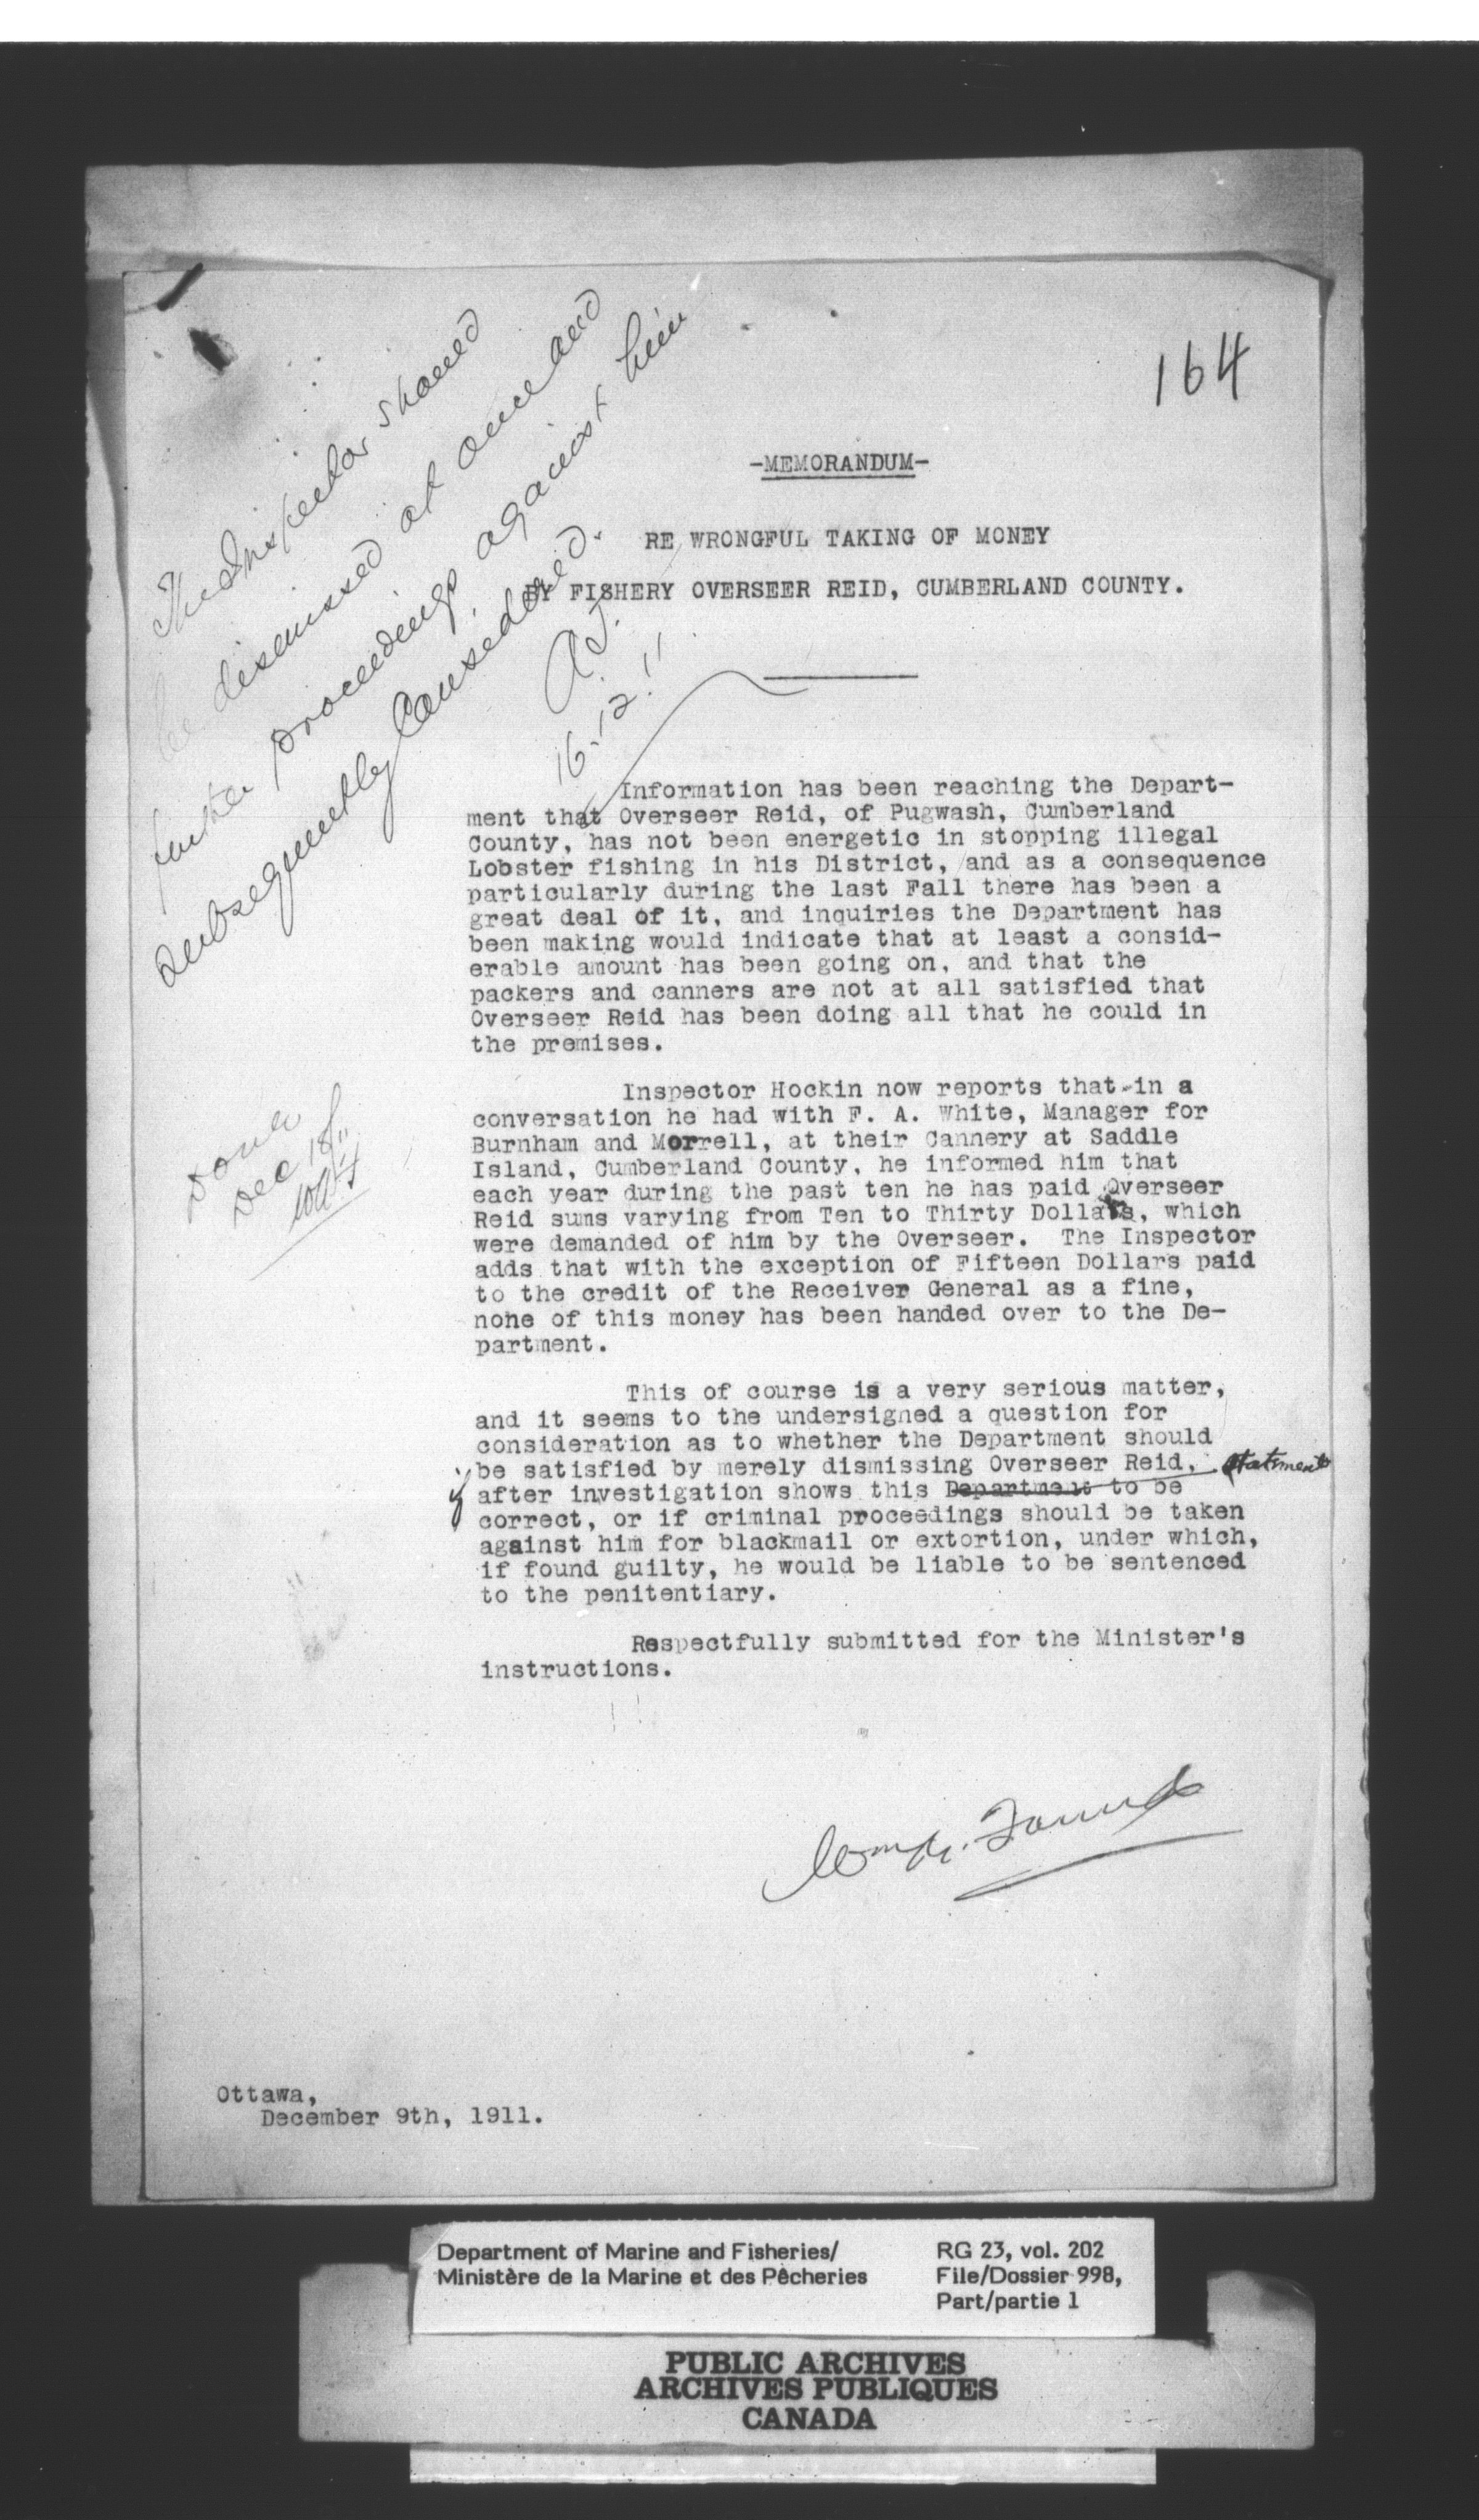 The Inspector should
be dismissed at once and
further proceedings against him
subsequently Considered.
A.J.
16.12.11
164
-MEMORANDUM-
RE WRONGFUL TAKING OF MONEY
BY FISHERY OVERSEER REID, CUMBERLAND COUNTY.
Information has been reaching the Depart-
ment that Overseer Reid, of Pugwash, Cumberland
County, has not been energetic in stopping illegal
Lobster fishing in his District, and as a consequence
particularly during the last Fall there has been a
great deal of it, and inquiries the Department has
been making would indicate that at least a consid-
erable amount has been going on, and that the
packers and canners are not at all satisfied that
Overseer Reid has been doing all that he could in
the premises.
Inspector Hockin now reports that in a
conversation he had with F. A. White, Manager for
Burnham and Morrell, at their Cannery at Saddle
Island, Cumberland County, he informed him that
each year during the past ten he has paid Overseer
Reid sums varying from Ten to Thirty Dollars, which
were demanded of him by the Overseer. The Inspector
adds that with the exception of Fifteen Dollars paid
to the credit of the Receiver General as a fine,
none of this money has been handed over to the De-
partment.
Done
Dec 18/11
This of course is a very serious matter,
and it seems to the undersigned a question for
consideration as to whether the Department should
be satisfied by merely dismissing Overseer Reid, statement
if after investigation shows this Department to be
correct, or if criminal proceedings should be taken
against him for blackmail or extortion, under which,
if found guilty, he would be liable to be sentenced
to the penitentiary.
Respectfully submitted for the Minister's
instructions.
Ottawa,
December 9th, 1911.
Department of Marine and Fisheries/
Ministère de la Marine et des Pêcheries
RG 23, vol. 202
File/Dossier 998,
Part/partie 1
PUBLIC ARCHIVES
ARCHIVES PUBLIQUES
CANADA